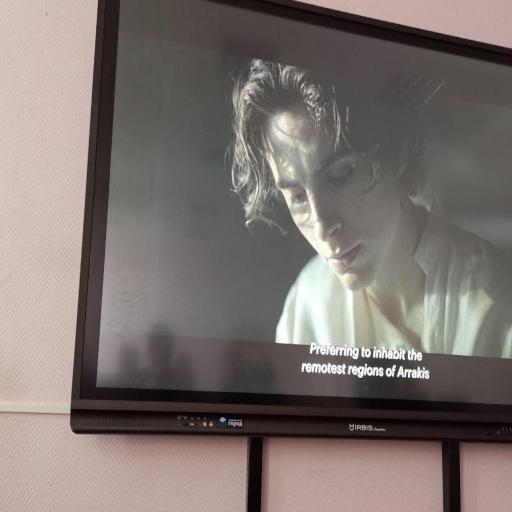 Preferring to inhabit the
remotest regions of Arrakis
IRBIS